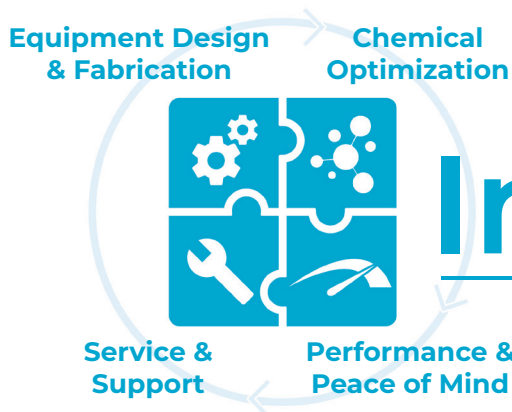 Equipment Design
& Fabrication
Chemical
Optimization
Service &
Support
Performance &
Peace of Mind